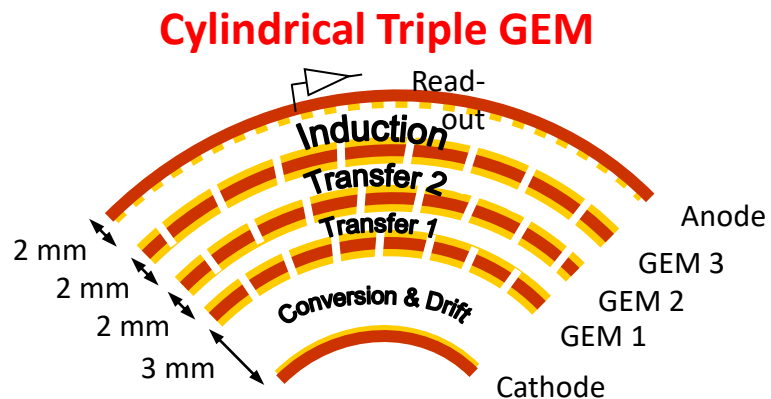 Cylindrical Triple GEM
Read-
out
Induction
Transfer 2
Transfer 1
Conversion & Drift
2 mm
2 mm
2 mm
3 mm
Anode
GEM 3
GEM 2
GEM 1
Cathode